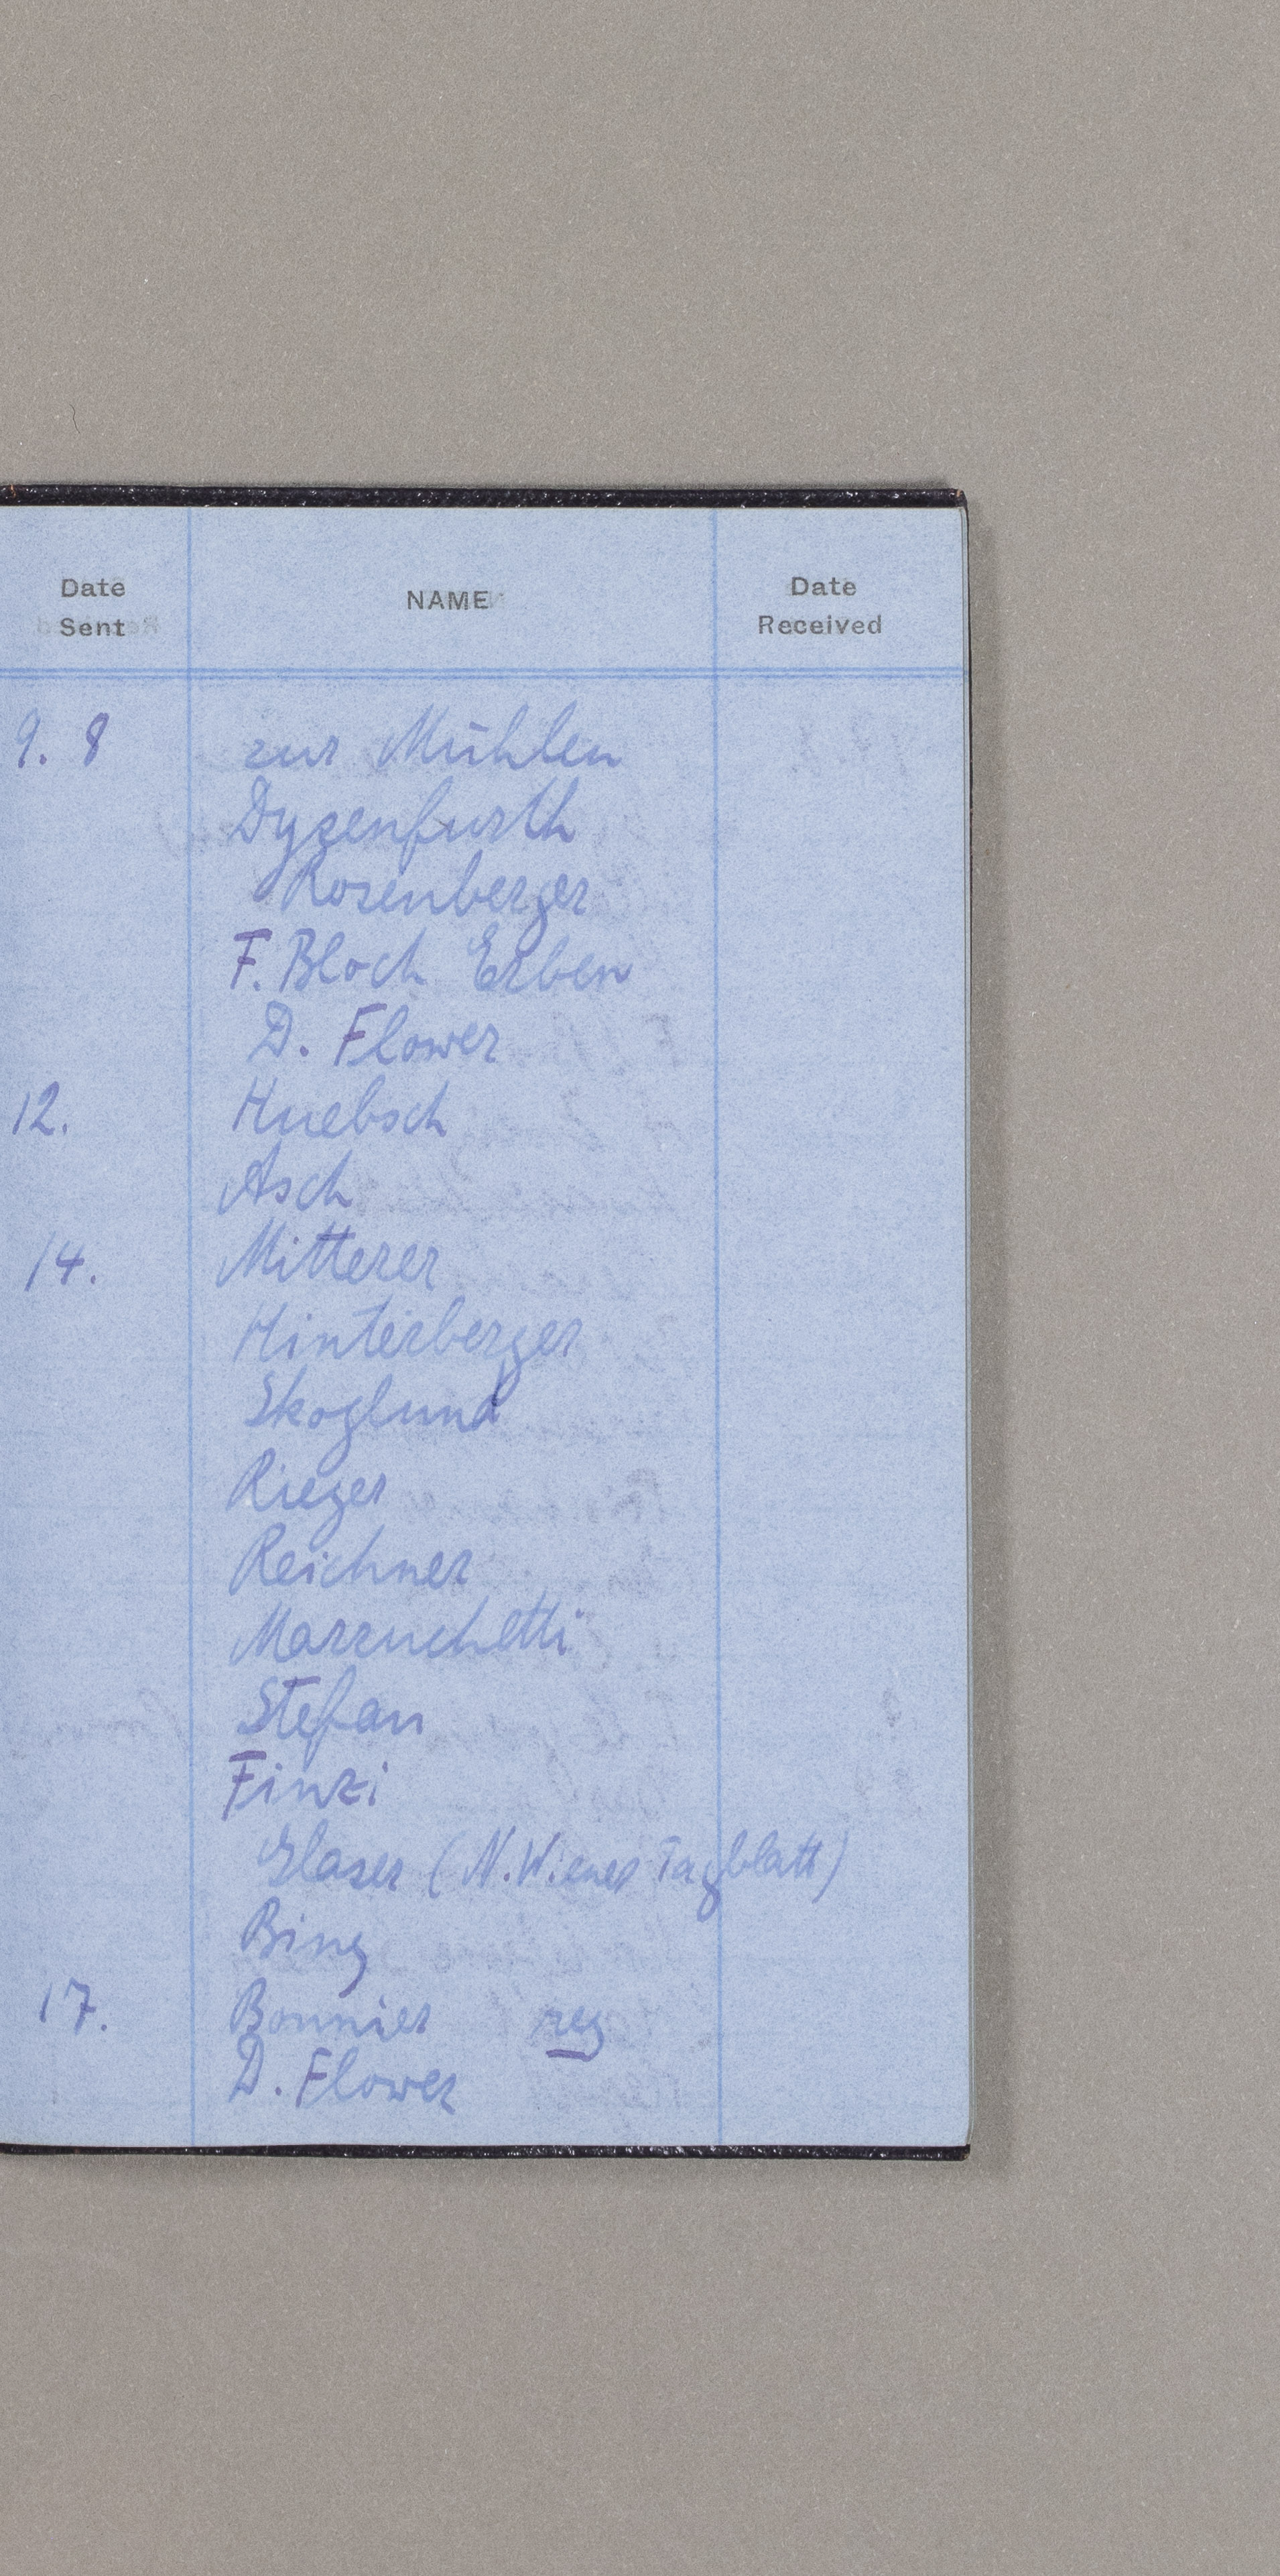 Date Sent NAME Date Received
9. 8 zur Mühlen
Dyzenfurth
Rosenberger
F. Bloch Erben
D. Flower
12. Huebsch
Asch
14. Mitterer
Hinterberger
Skoglund
Rieger
Reichner
Marzuchetti
Stefan
Finzi
Glaser (N. Wiener Tagblatt)
Bing
17. Bonnier reg
D. Flower